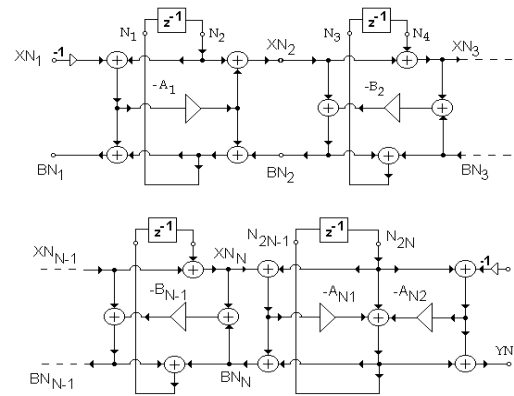 N1 z-1 N2 N3 z-1 N4
XN1 -1 XN2 XN3
-A1 -B2
BN1 BN2 BN3
z-1 z-1
XNN-1 XNN N2N-1 N2N -1
-BN-1 -AN1 -AN2
BNN-1 BNN YN